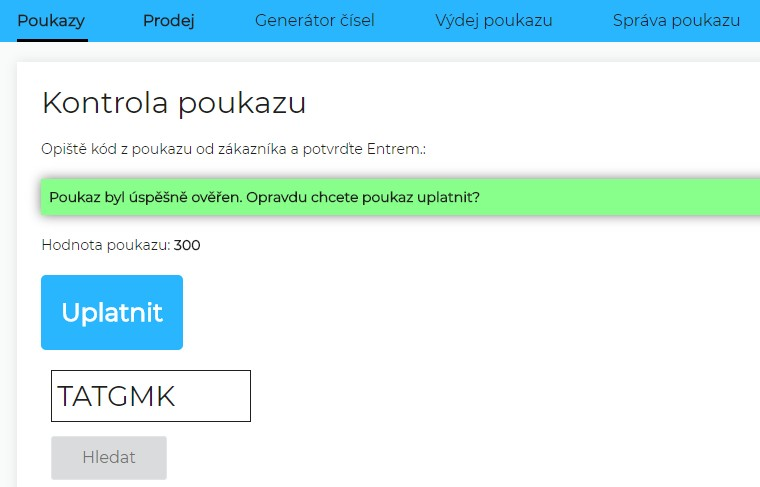 Poukazy Prodej Generátor čísel Výdej poukazu Správa poukazu
Kontrola poukazu
Opiště kód z poukazu od zákazníka a potvrďte Entrem.:
Poukaz byl úspěšně ověřen. Opravdu chcete poukaz uplatnit?
Hodnota poukazu: 300
Uplatnit
TATGMK
Hledat